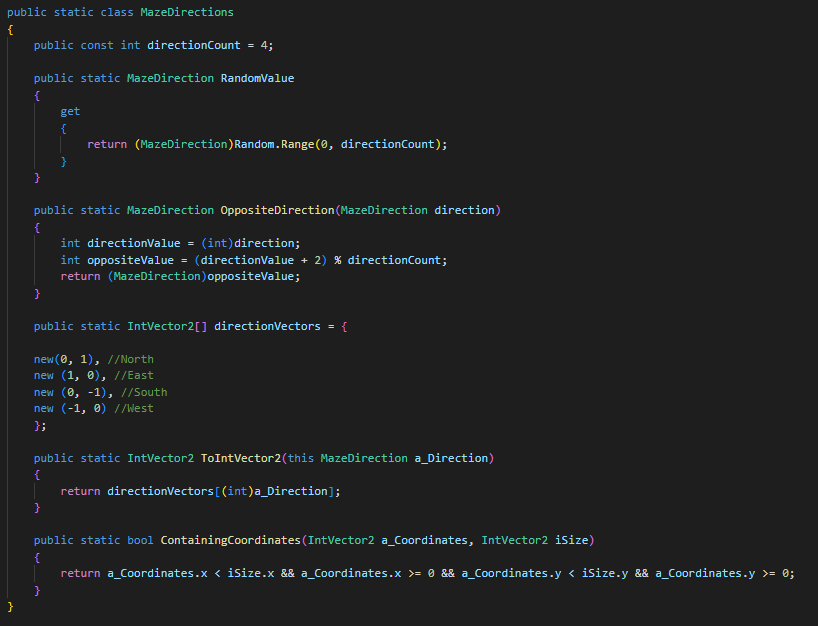 public static class MazeDirections
{
public const int directionCount = 4;
public static MazeDirection RandomValue
{
get
{
return (MazeDirection)Random.Range(0, directionCount);
}
}
public static MazeDirection OppositeDirection(MazeDirection direction)
{
int directionValue = (int)direction;
int oppositeValue = (directionValue + 2) % directionCount;
return (MazeDirection)oppositeValue;
}
public static IntVector2[] directionVectors = {
new(0, 1), //North
new (1, 0), //East
new (0, -1), //South
new (-1, 0) //West
};
public static IntVector2 ToIntVector2(this MazeDirection a_Direction)
{
return directionVectors[(int)a_Direction];
}
public static bool ContainingCoordinates(IntVector2 a_Coordinates, IntVector2 iSize)
{
return a_Coordinates.x < iSize.x && a_Coordinates.x >= 0 && a_Coordinates.y < iSize.y && a_Coordinates.y >= 0;
}
}